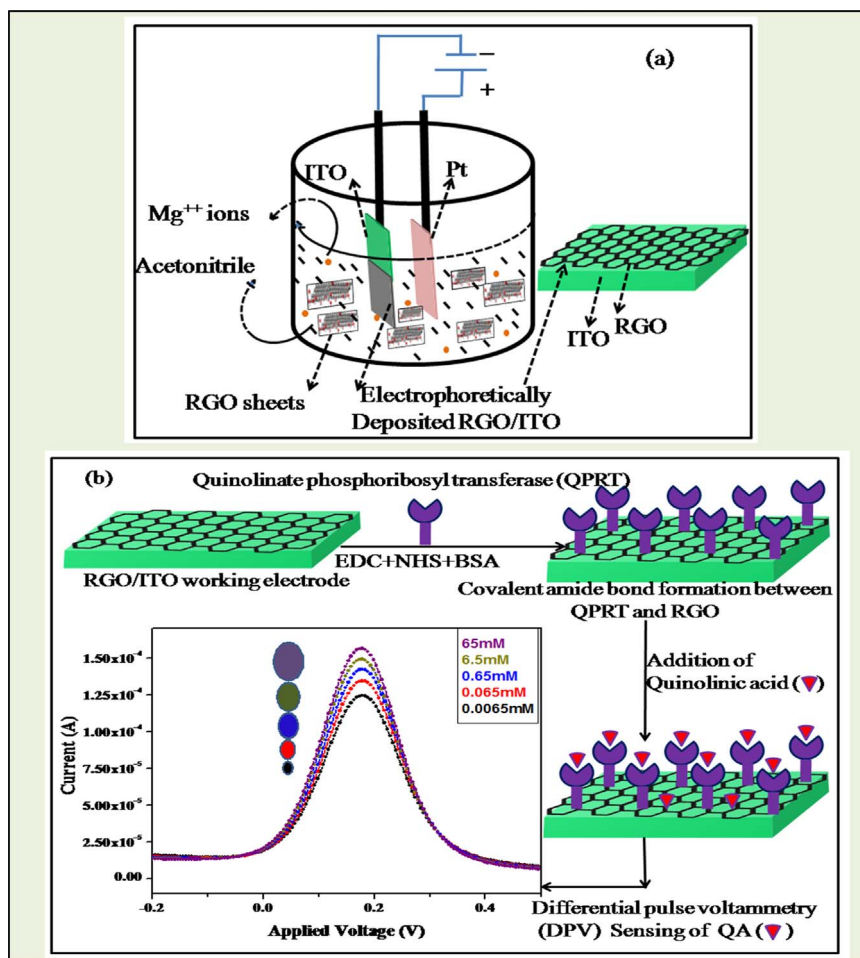 (a)
−
+
ITO
Pt
Mg++ ions
Acetonitrile
ITO
RGO
RGO sheets
Electrophoretically
Deposited RGO/ITO
(b)
Quinolinate phosphoribosyl transferase (QPRT)
RGO/ITO working electrode
EDC+NHS+BSA
Covalent amide bond formation between
QPRT and RGO
Addition of
Quinolinic acid ( )
65mM
6.5mM
0.65mM
0.065mM
0.0065mM
Current (A)
1.50x10⁻⁴
1.25x10⁻⁴
1.00x10⁻⁴
7.50x10⁻⁵
5.00x10⁻⁵
2.50x10⁻⁵
0.00
-0.2
0.0
0.2
0.4
Applied Voltage (V)
Differential pulse voltammetry
(DPV) Sensing of QA ( )